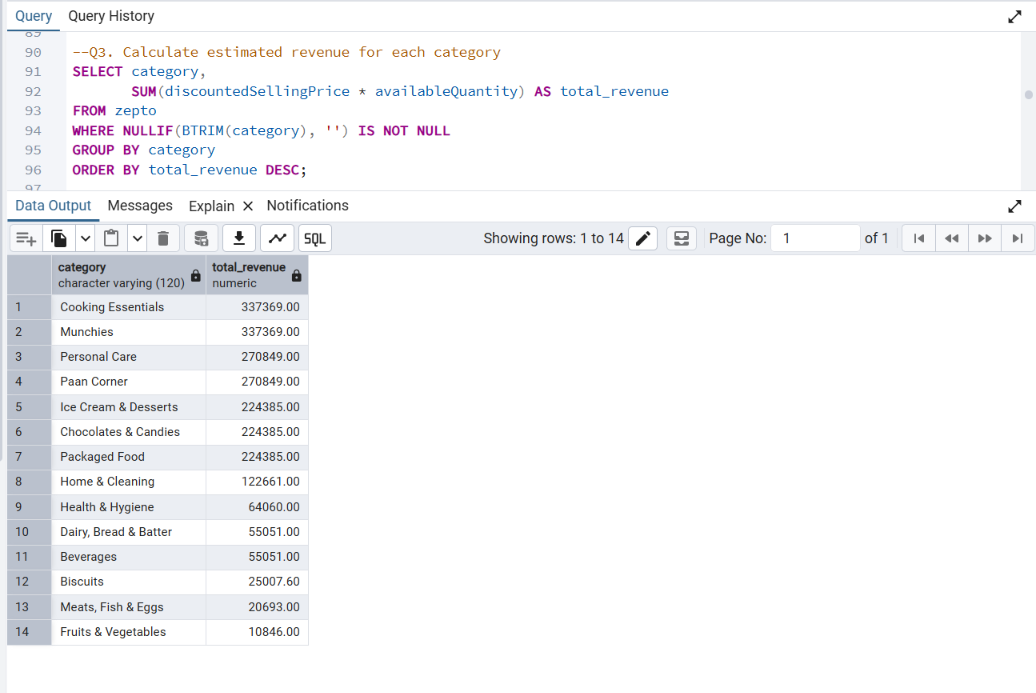 Query Query History
89
90 --Q3. Calculate estimated revenue for each category
91 SELECT category,
92 SUM(discountedSellingPrice * availableQuantity) AS total_revenue
93 FROM zepto
94 WHERE NULLIF(BTRIM(category), '') IS NOT NULL
95 GROUP BY category
96 ORDER BY total_revenue DESC;
97
Data Output Messages Explain × Notifications
SQL Showing rows: 1 to 14 Page No: 1 of 1
category total_revenue
character varying (120) numeric
1 Cooking Essentials 337369.00
2 Munchies 337369.00
3 Personal Care 270849.00
4 Paan Corner 270849.00
5 Ice Cream & Desserts 224385.00
6 Chocolates & Candies 224385.00
7 Packaged Food 224385.00
8 Home & Cleaning 122661.00
9 Health & Hygiene 64060.00
10 Dairy, Bread & Batter 55051.00
11 Beverages 55051.00
12 Biscuits 25007.60
13 Meats, Fish & Eggs 20693.00
14 Fruits & Vegetables 10846.00